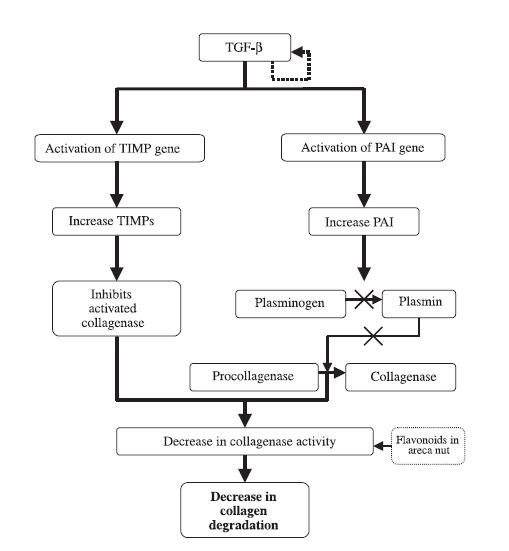 TGF-β
Activation of TIMP gene
Activation of PAI gene
Increase TIMPs
Increase PAI
Inhibits
activated
collagenase
Plasminogen
Plasmin
Procollagenase
Collagenase
Decrease in collagenase activity
Flavonoids in
areca nut
Decrease in
collagen
degradation